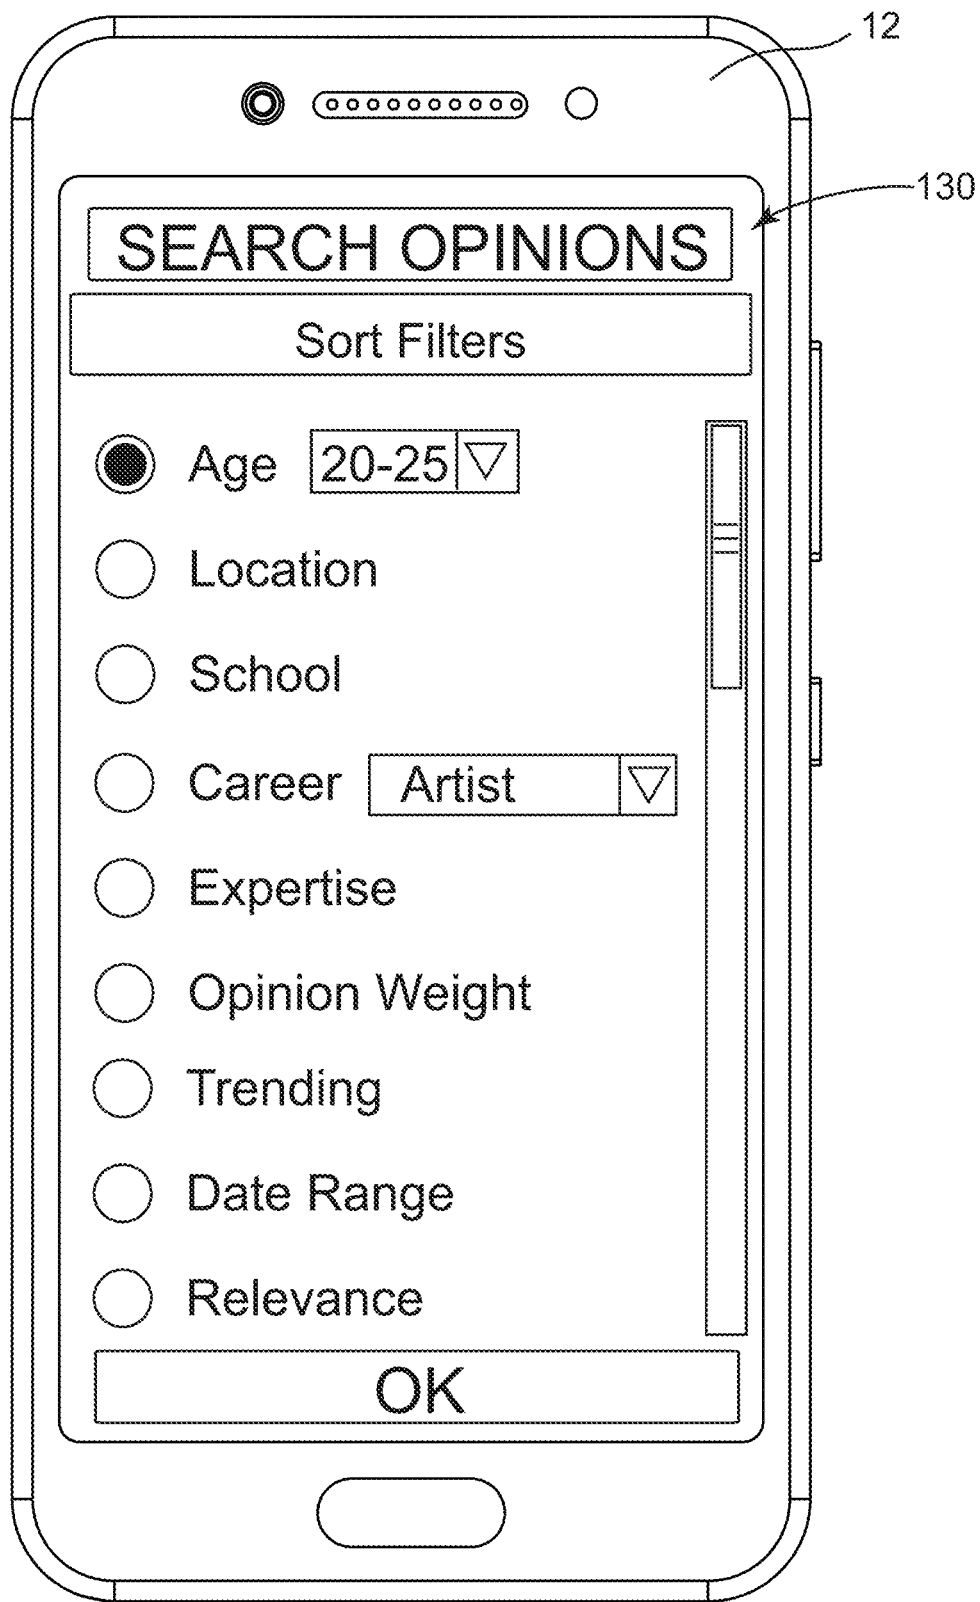 12
130
SEARCH OPINIONS
Sort Filters
Age 20-25
Location
School
Career Artist
Expertise
Opinion Weight
Trending
Date Range
Relevance
OK